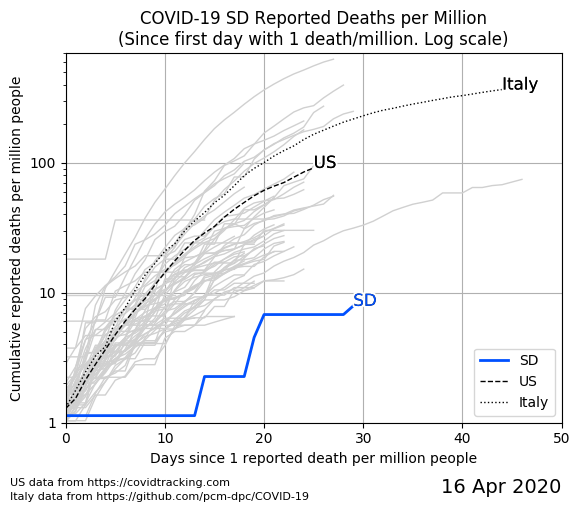 COVID-19 SD Reported Deaths per Million
(Since first day with 1 death/million. Log scale)
Cumulative reported deaths per million people
100
10
1
Italy
US
SD
SD
US
Italy
0 10 20 30 40 50
Days since 1 reported death per million people
US data from https://covidtracking.com
Italy data from https://github.com/pcm-dpc/COVID-19
16 Apr 2020